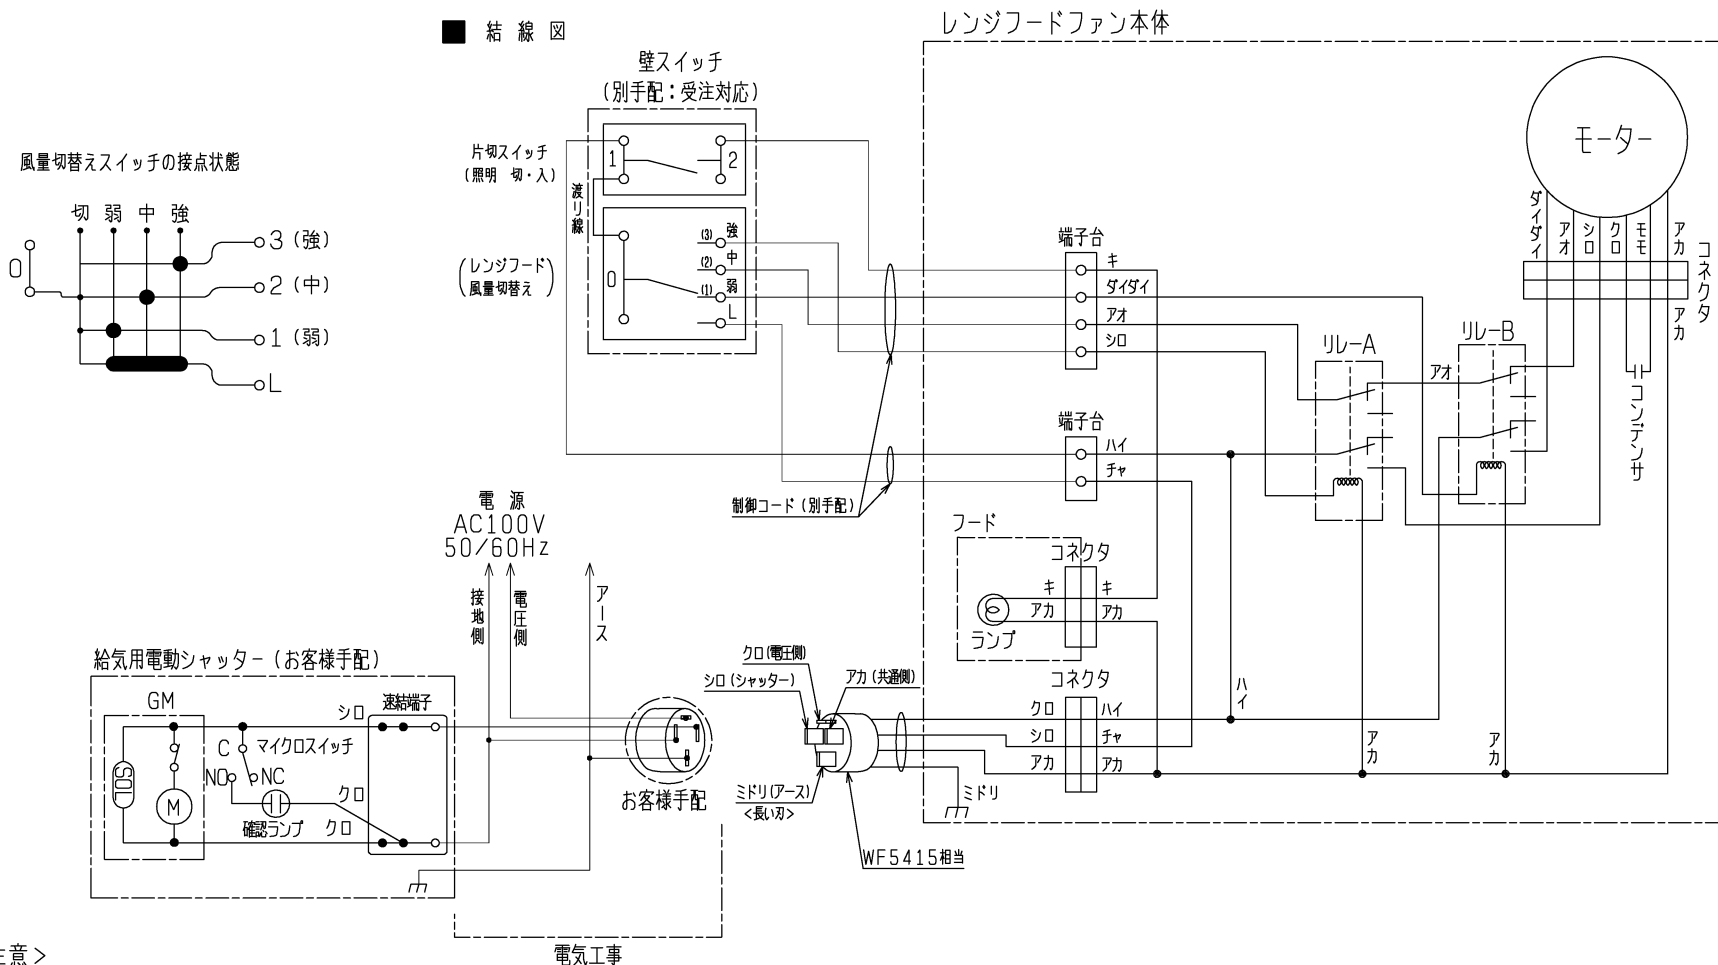 ■ 結線図
レンジフードファン本体
壁スイッチ
(別手配：受注対応)
片切スイッチ
(照明 切・入)
1
2
渡り線
(レンジフード)
風量切替え
0
(3) 強
(2) 中
(1) 弱
L
風量切替えスイッチの接点状態
切 弱 中 強
0
3 (強)
2 (中)
1 (弱)
L
モーター
ダイダイ
アオ
シロ
クロ
モモ
アカ
コネクタ
アカ
端子台
キ
ダイダイ
アオ
シロ
リレーA
リレーB
アオ
コンデンサ
端子台
ハイ
チャ
制御コード (別手配)
電源
AC100V
50/60Hz
接地側
電圧側
アース
フード
コネクタ
キ
キ
アカ
アカ
ランプ
給気用電動シャッター (お客様手配)
GM
SOL
M
C
マイクロスイッチ
NO
NC
確認ランプ
シロ
クロ
クロ
速結端子
お客様手配
クロ(電圧側)
シロ(シャッター)
アカ(共通側)
ミドリ(アース)
<長い刃>
WF5415相当
コネクタ
クロ
ハイ
シロ
チャ
アカ
アカ
ミドリ
ハイ
アカ
アカ
電気工事
意>